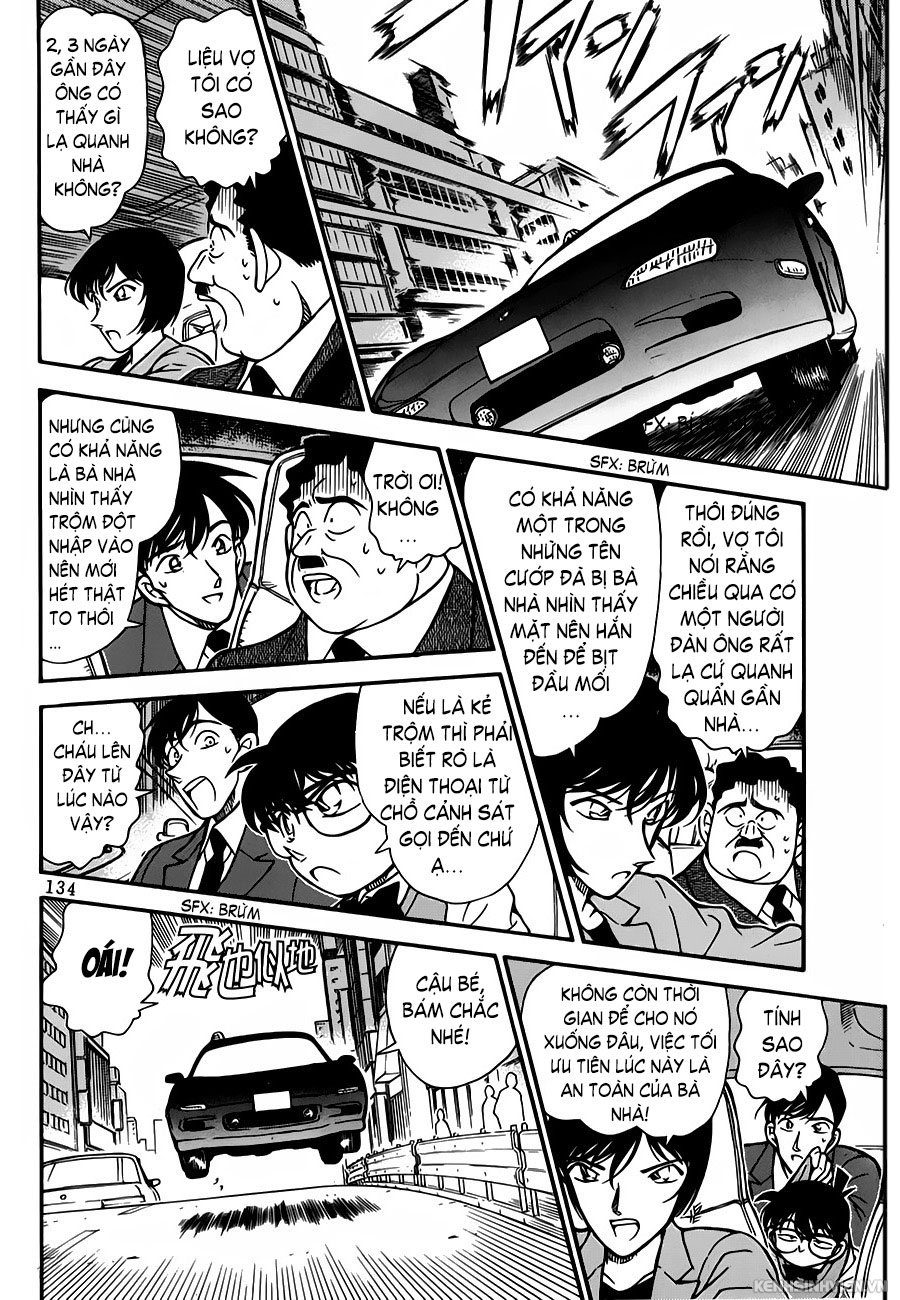 SFX: BRỪM
LIỆU VỢ
TÔI CÓ
SAO
KHÔNG?
2, 3 NGÀY
GẦN ĐÂY
ÔNG CÓ
THẤY GÌ
LẠ QUANH
NHÀ
KHÔNG?
THÔI ĐÚNG
RỒI, VỢ TÔI
NÓI RẰNG
CHIỀU QUA CÓ
MỘT NGƯỜI
ĐÀN ÔNG RẤT
LẠ CỨ QUANH
QUẨN GẦN
NHÀ...
CÓ KHẢ NĂNG
MỘT TRONG
NHỮNG TÊN
CƯỚP ĐÃ BỊ BÀ
NHÀ NHÌN THẤY
MẶT NÊN HẮN
ĐẾN ĐỂ BỊT
ĐẦU MỐI
...
TRỜI ƠI!
KHÔNG
...
NHƯNG CŨNG
CÓ KHẢ NĂNG
LÀ BÀ NHÀ
NHÌN THẤY
TRỘM ĐỘT
NHẬP VÀO
NÊN MỚI
HÉT THẬT
TO THÔI
...
NẾU LÀ KẺ
TRỘM THÌ PHẢI
BIẾT RÕ LÀ
ĐIỆN THOẠI TỪ
CHỖ CẢNH SÁT
GỌI ĐẾN CHỨ
Ạ...
CH...
CHÁU LÊN
ĐÂY TỪ
LÚC NÀO
VẬY?
134
TÍNH
SAO
ĐÂY?
KHÔNG CÒN THỜI
GIAN ĐỂ CHO NÓ
XUỐNG ĐÂU, VIỆC TỐI
ƯU TIÊN LÚC NÀY LÀ
AN TOÀN CỦA BÀ
NHÀ!
SFX: BRỪM
CẬU BÉ,
BÁM CHẮC
NHÉ!
OÁI!
KENHSINHVIEN.VN